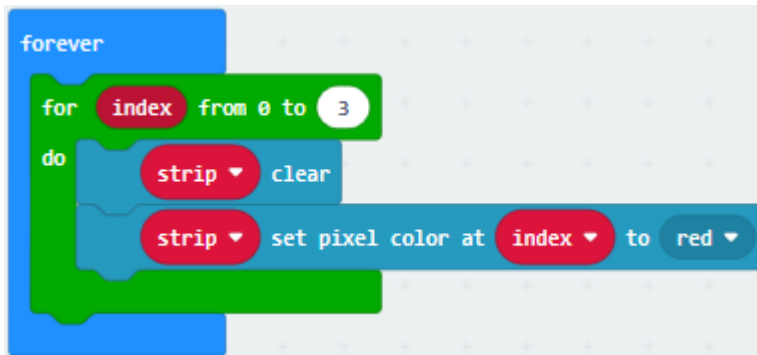 forever
for index from 0 to 3
do
strip clear
strip set pixel color at index to red